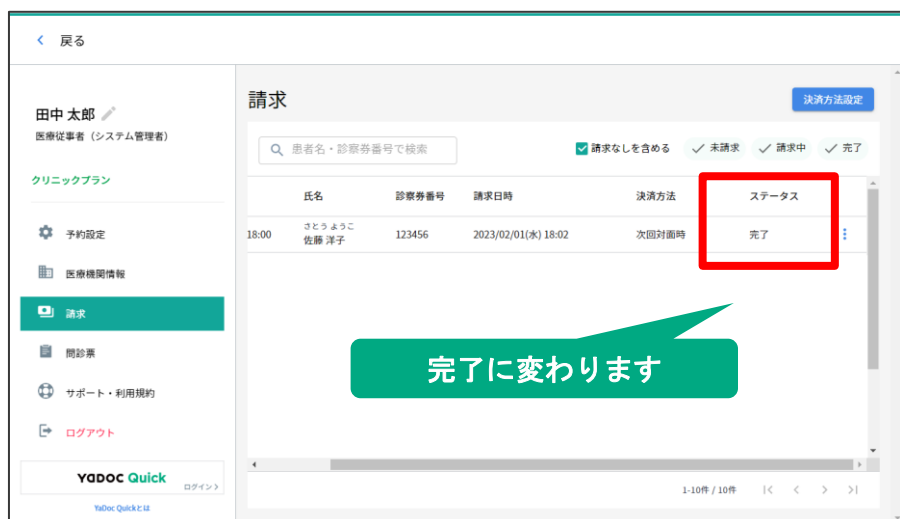 戻る
田中 太郎
医療従事者（システム管理者）
クリニックプラン
予約設定
医療機関情報
請求
問診票
サポート・利用規約
ログアウト
YaDOC Quick
ログイン >
YaDoc Quickとは
請求
決済方法設定
患者名・診察券番号で検索
請求なしを含める 未請求 請求中 完了
氏名 診察券番号 請求日時 決済方法 ステータス
さとう ようこ
18:00 佐藤 洋子 123456 2023/02/01(水) 18:02 次回対面時 完了
完了に変わります
1-10件 / 10件